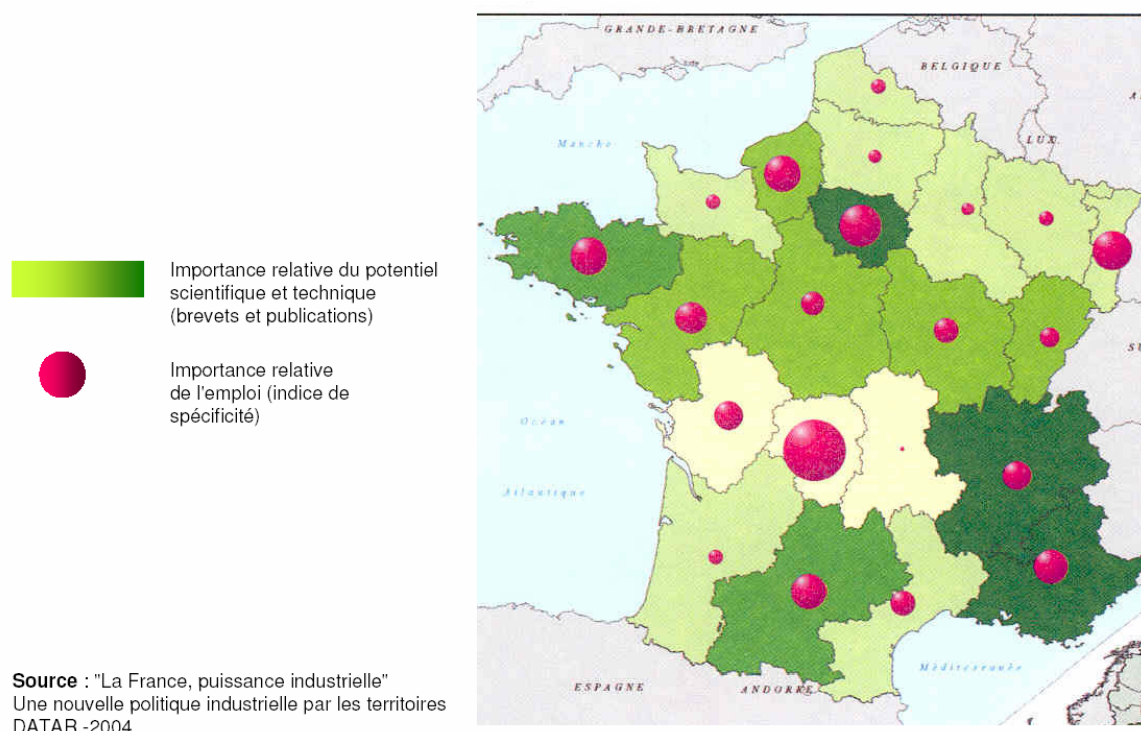 GRANDE-BRETAGNE
BELGIQUE
LUX.
Manche
Importance relative du potentiel
scientifique et technique
(brevets et publications)
Importance relative
de l'emploi (indice de
spécificité)
Océan
Atlantique
Source : "La France, puissance industrielle"
Une nouvelle politique industrielle par les territoires
DATAR -2004
ESPAGNE
ANDORRE
Méditerranée